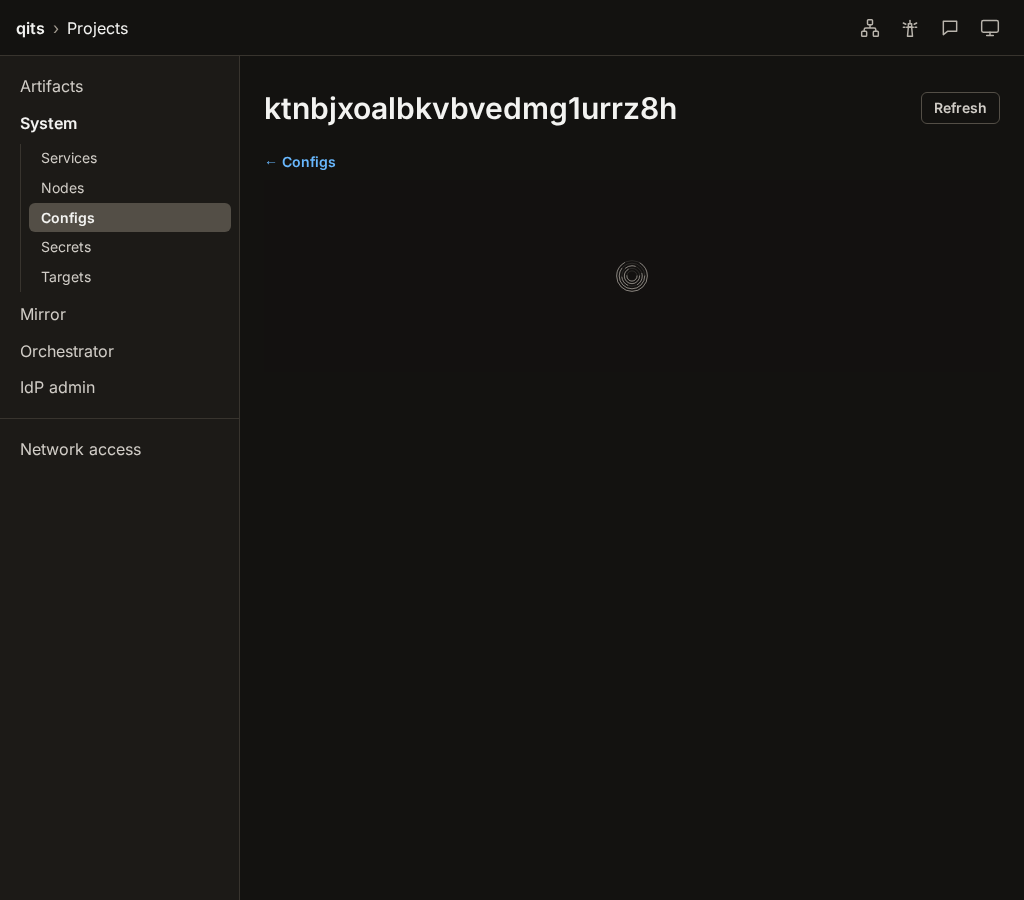 qits › Projects
Artifacts
System
Services
Nodes
Configs
Secrets
Targets
Mirror
Orchestrator
IdP admin
Network access
ktnbjxoalbkvbvedmg1urrz8h
Refresh
← Configs